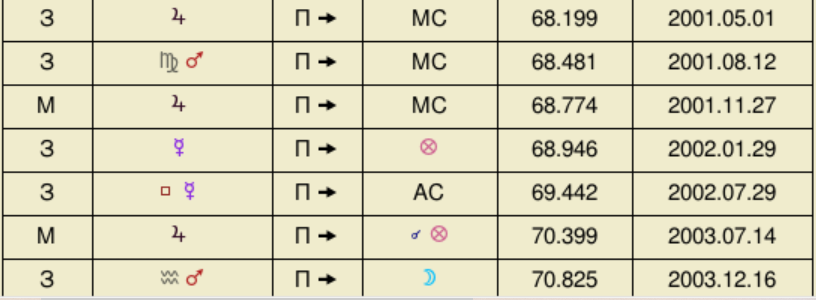 З ♃ П → MC 68.199 2001.05.01
З ♍ ♂ П → MC 68.481 2001.08.12
М ♃ П → MC 68.774 2001.11.27
З ☿ П → ⊗ 68.946 2002.01.29
З □ ☿ П → AC 69.442 2002.07.29
М ♃ П → ☌ ⊗ 70.399 2003.07.14
З ♒ ♂ П → ☽ 70.825 2003.12.16